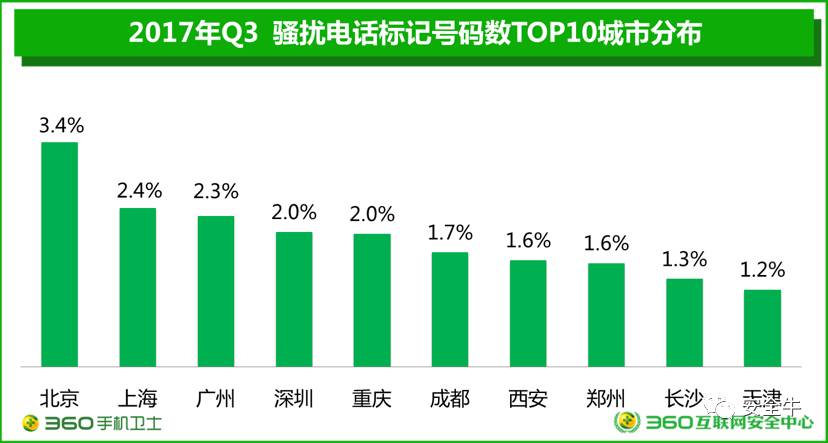 2017年Q3 骚扰电话标记号码数TOP10城市分布
3.4%
2.4%
2.3%
2.0%
2.0%
1.7%
1.6%
1.6%
1.3%
1.2%
北京 上海 广州 深圳 重庆 成都 西安 郑州 长沙 天津
360手机卫士
360互联网安全中心
安全牛